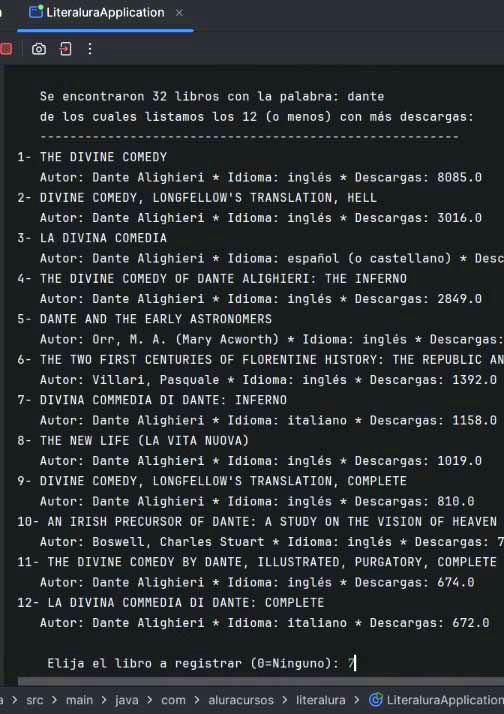 LiteraluraApplication
Se encontraron 32 libros con la palabra: dante
de los cuales listamos los 12 (o menos) con más descargas:
--------------------------------------------------------
1- THE DIVINE COMEDY
Autor: Dante Alighieri * Idioma: inglés * Descargas: 8085.0
2- DIVINE COMEDY, LONGFELLOW'S TRANSLATION, HELL
Autor: Dante Alighieri * Idioma: inglés * Descargas: 3016.0
3- LA DIVINA COMEDIA
Autor: Dante Alighieri * Idioma: español (o castellano) * Desc
4- THE DIVINE COMEDY OF DANTE ALIGHIERI: THE INFERNO
Autor: Dante Alighieri * Idioma: inglés * Descargas: 2849.0
5- DANTE AND THE EARLY ASTRONOMERS
Autor: Orr, M. A. (Mary Acworth) * Idioma: inglés * Descargas:
6- THE TWO FIRST CENTURIES OF FLORENTINE HISTORY: THE REPUBLIC AN
Autor: Villari, Pasquale * Idioma: inglés * Descargas: 1392.0
7- DIVINA COMMEDIA DI DANTE: INFERNO
Autor: Dante Alighieri * Idioma: italiano * Descargas: 1158.0
8- THE NEW LIFE (LA VITA NUOVA)
Autor: Dante Alighieri * Idioma: inglés * Descargas: 1019.0
9- DIVINE COMEDY, LONGFELLOW'S TRANSLATION, COMPLETE
Autor: Dante Alighieri * Idioma: inglés * Descargas: 810.0
10- AN IRISH PRECURSOR OF DANTE: A STUDY ON THE VISION OF HEAVEN
Autor: Boswell, Charles Stuart * Idioma: inglés * Descargas: 7
11- THE DIVINE COMEDY BY DANTE, ILLUSTRATED, PURGATORY, COMPLETE
Autor: Dante Alighieri * Idioma: inglés * Descargas: 674.0
12- LA DIVINA COMMEDIA DI DANTE: COMPLETE
Autor: Dante Alighieri * Idioma: italiano * Descargas: 672.0
Elija el libro a registrar (0=Ninguno): 7
a > src > main > java > com > aluracursos > literalura > LiteraluraApplication